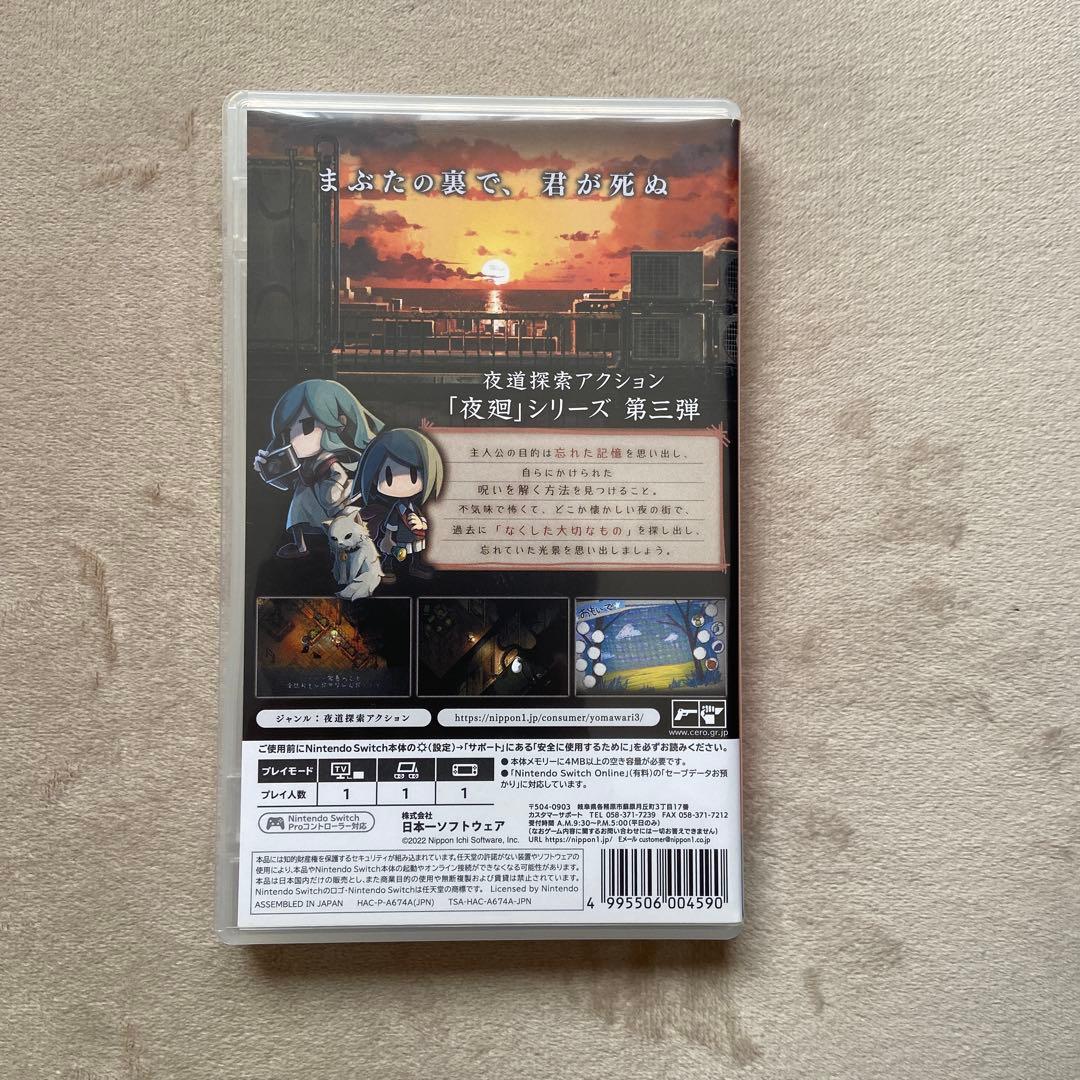 まぶたの裏で、君が死ぬ
夜道探索アクション
「夜廻」シリーズ 第三弾
主人公の目的は忘れた記憶を思い出し、
自らにかけられた
呪いを解く方法を見つけること。
不気味で怖くて、どこか懐かしい夜の街で、
過去に「なくした大切なもの」を探し出し、
忘れていた光景を思い出しましょう。
おもいで
ジャンル：夜道探索アクション
https://nippon1.jp/consumer/yomawari3/
www.cero.gr.jp
ご使用前にNintendo Switch本体の(設定)→「サポート」にある「安全に使用するために」を必ずお読みください。
プレイモード
TV
プレイ人数 1 1 1
●本体メモリーに4MB以上の空き容量が必要です。
●「Nintendo Switch Online」(有料)の「セーブデータお預
かり」に対応しています。
Nintendo Switch
Proコントローラー対応
株式会社
日本一ソフトウェア
©2022 Nippon Ichi Software, Inc.
〒504-0903 岐阜県各務原市蘇原月丘町3丁目17番
カスタマーサポート TEL 058-371-7239 FAX 058-371-7212
受付時間 A.M.9:30～P.M.5:00(平日のみ)
(なおゲーム内容に関するお問い合わせには一切お答えできません)
URL https://nippon1.jp/ Eメール customer@nippon1.co.jp
本品には知的財産権を保護するセキュリティが組み込まれています。任天堂の許諾がない装置やソフトウェアの
使用により、本品やNintendo Switch本体の起動やオンライン接続ができなくなる可能性があります。
本品は日本国内だけの販売とし、また商業目的の使用や無断複製および賃貸は禁止されています。
Nintendo Switchのロゴ・Nintendo Switchは任天堂の商標です。 Licensed by Nintendo
ASSEMBLED IN JAPAN HAC-P-A674A(JPN) TSA-HAC-A674A-JPN
4 995506 004590